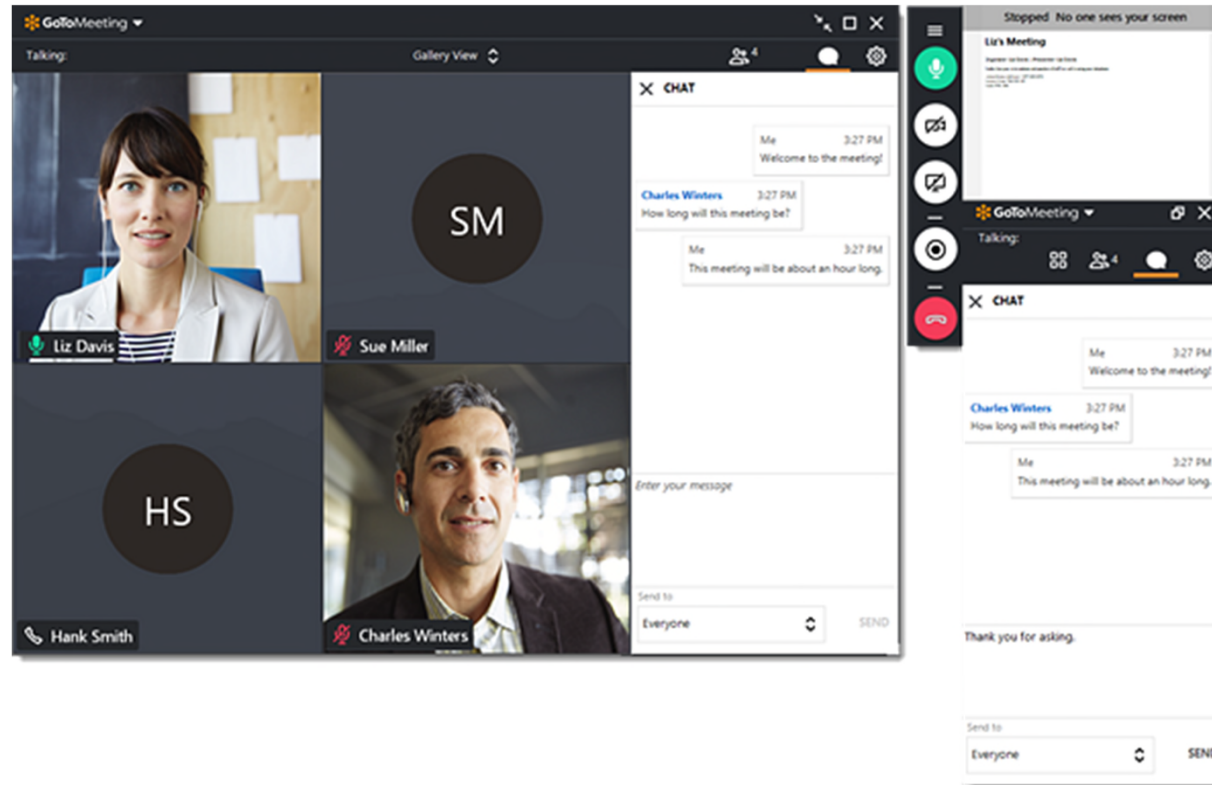 GoToMeeting
Talking:
Gallery View
4
CHAT
Me 3:27 PM
Welcome to the meeting!
Charles Winters 3:27 PM
How long will this meeting be?
Me 3:27 PM
This meeting will be about an hour long.
Enter your message
Send to
Everyone
SEND
SM
Liz Davis
Sue Miller
HS
Hank Smith
Charles Winters
Stopped No one sees your screen
Liz's Meeting
GoToMeeting
Talking:
4
CHAT
Me 3:27 PM
Welcome to the meeting!
Charles Winters 3:27 PM
How long will this meeting be?
Me 3:27 PM
This meeting will be about an hour long.
Thank you for asking.
Send to
Everyone
SEND